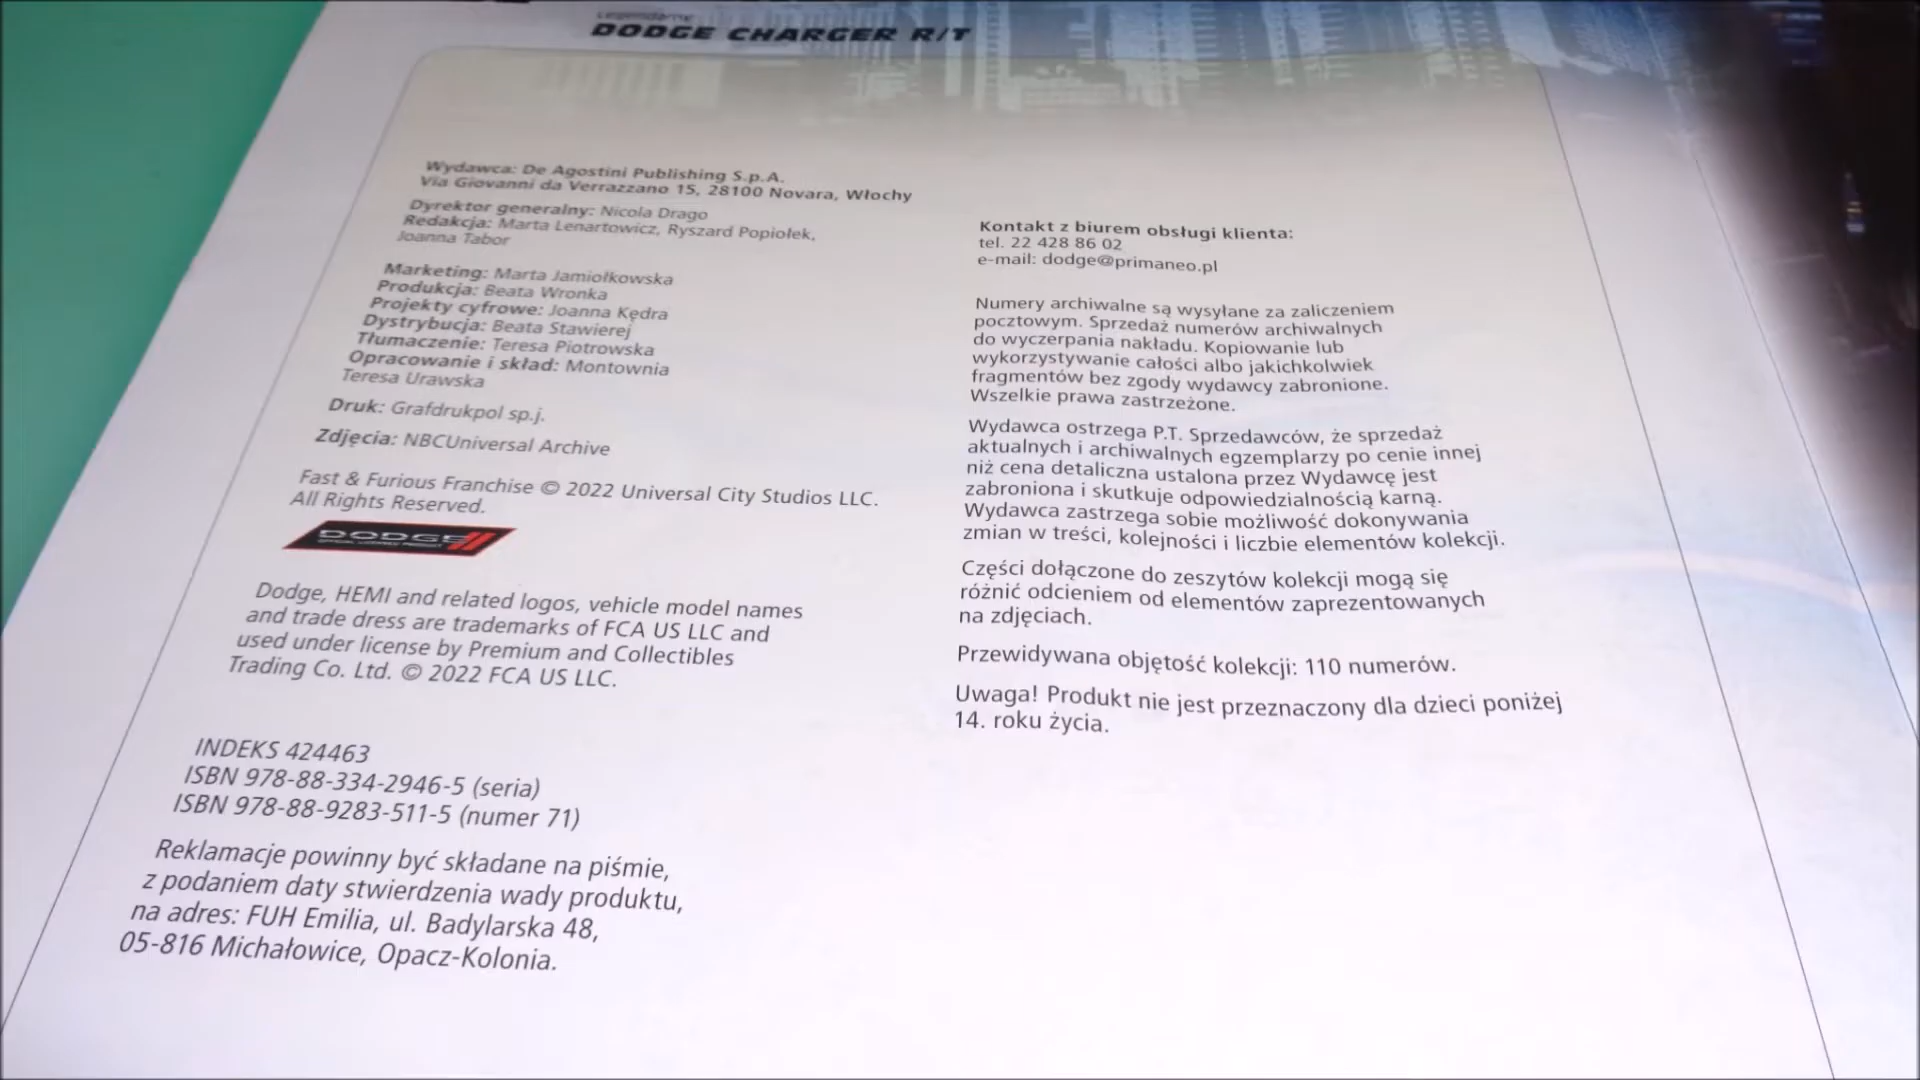 Legendarny
DODGE CHARGER R/T
Wydawca: De Agostini Publishing S.p.A.
Via Giovanni da Verrazzano 15, 28100 Novara, Włochy
Dyrektor generalny: Nicola Drago
Redakcja: Marta Lenartowicz, Ryszard Popiołek,
Joanna Tabor
Marketing: Marta Jamiołkowska
Produkcja: Beata Wronka
Projekty cyfrowe: Joanna Kędra
Dystrybucja: Beata Stawierej
Tłumaczenie: Teresa Piotrowska
Opracowanie i skład: Montownia
Teresa Urawska
Druk: Grafdrukpol sp.j.
Zdjęcia: NBCUniversal Archive
Fast & Furious Franchise © 2022 Universal City Studios LLC.
All Rights Reserved.
DODGE
OFFICIAL LICENSED PRODUCT
Dodge, HEMI and related logos, vehicle model names
and trade dress are trademarks of FCA US LLC and
used under license by Premium and Collectibles
Trading Co. Ltd. © 2022 FCA US LLC.
INDEKS 424463
ISBN 978-88-334-2946-5 (seria)
ISBN 978-88-9283-511-5 (numer 71)
Reklamacje powinny być składane na piśmie,
z podaniem daty stwierdzenia wady produktu,
na adres: FUH Emilia, ul. Badylarska 48,
05-816 Michałowice, Opacz-Kolonia.
Kontakt z biurem obsługi klienta:
tel. 22 428 86 02
e-mail: dodge@primaneo.pl
Numery archiwalne są wysyłane za zaliczeniem
pocztowym. Sprzedaż numerów archiwalnych
do wyczerpania nakładu. Kopiowanie lub
wykorzystywanie całości albo jakichkolwiek
fragmentów bez zgody wydawcy zabronione.
Wszelkie prawa zastrzeżone.
Wydawca ostrzega P.T. Sprzedawców, że sprzedaż
aktualnych i archiwalnych egzemplarzy po cenie innej
niż cena detaliczna ustalona przez Wydawcę jest
zabroniona i skutkuje odpowiedzialnością karną.
Wydawca zastrzega sobie możliwość dokonywania
zmian w treści, kolejności i liczbie elementów kolekcji.
Części dołączone do zeszytów kolekcji mogą się
różnić odcieniem od elementów zaprezentowanych
na zdjęciach.
Przewidywana objętość kolekcji: 110 numerów.
Uwaga! Produkt nie jest przeznaczony dla dzieci poniżej
14. roku życia.